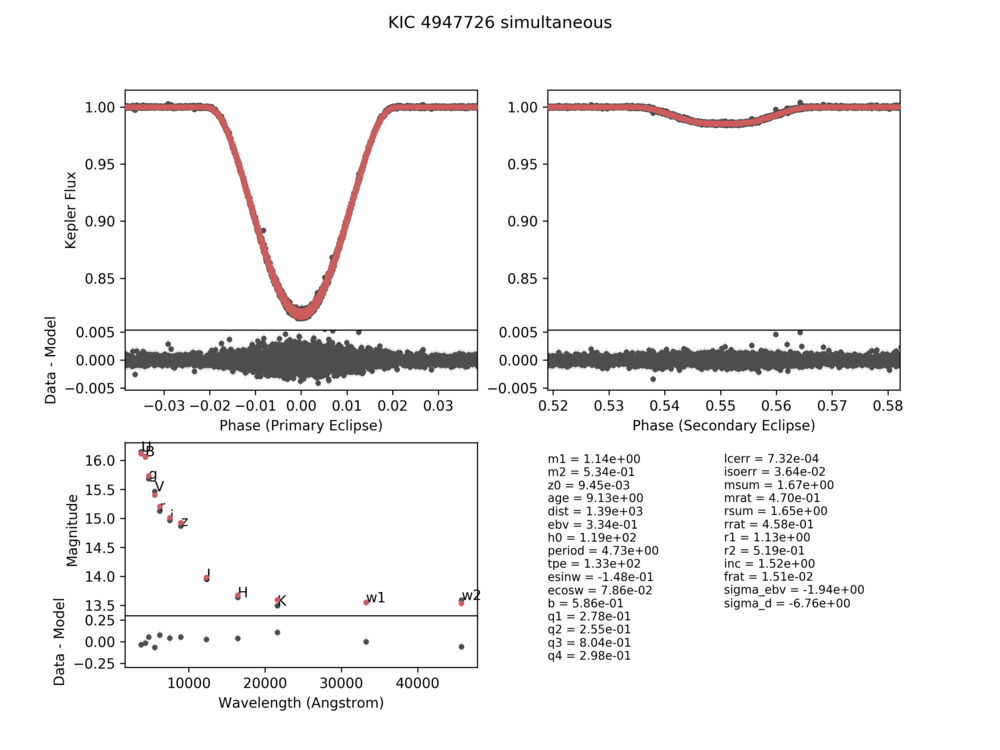 KIC 4947726 simultaneous
1.00
0.95
0.90
0.85
Kepler Flux
1.00
0.95
0.90
0.85
0.005
0.000
−0.005
Data - Model
−0.03 −0.02 −0.01 0.00 0.01 0.02 0.03
Phase (Primary Eclipse)
0.005
0.000
−0.005
0.52 0.53 0.54 0.55 0.56 0.57 0.58
Phase (Secondary Eclipse)
16.0
15.5
15.0
14.5
14.0
13.5
Magnitude
U
B
g
V
r
i
z
J
H
K
w1
w2
0.25
0.00
−0.25
Data - Model
10000 20000 30000 40000
Wavelength (Angstrom)
m1 = 1.14e+00
m2 = 5.34e-01
z0 = 9.45e-03
age = 9.13e+00
dist = 1.39e+03
ebv = 3.34e-01
h0 = 1.19e+02
period = 4.73e+00
tpe = 1.33e+02
esinw = -1.48e-01
ecosw = 7.86e-02
b = 5.86e-01
q1 = 2.78e-01
q2 = 2.55e-01
q3 = 8.04e-01
q4 = 2.98e-01
lcerr = 7.32e-04
isoerr = 3.64e-02
msum = 1.67e+00
mrat = 4.70e-01
rsum = 1.65e+00
rrat = 4.58e-01
r1 = 1.13e+00
r2 = 5.19e-01
inc = 1.52e+00
frat = 1.51e-02
sigma_ebv = -1.94e+00
sigma_d = -6.76e+00